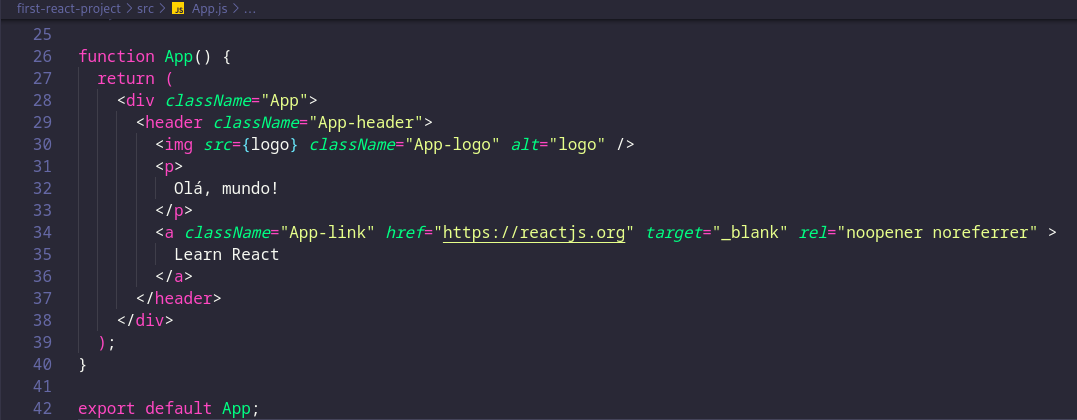 first-react-project > src > JS App.js > ...
25
26 function App() {
27   return (
28     <div className="App">
29       <header className="App-header">
30         <img src={logo} className="App-logo" alt="logo" />
31         <p>
32           Olá, mundo!
33         </p>
34         <a className="App-link" href="https://reactjs.org" target="_blank" rel="noopener noreferrer" >
35           Learn React
36         </a>
37       </header>
38     </div>
39   );
40 }
41
42 export default App;